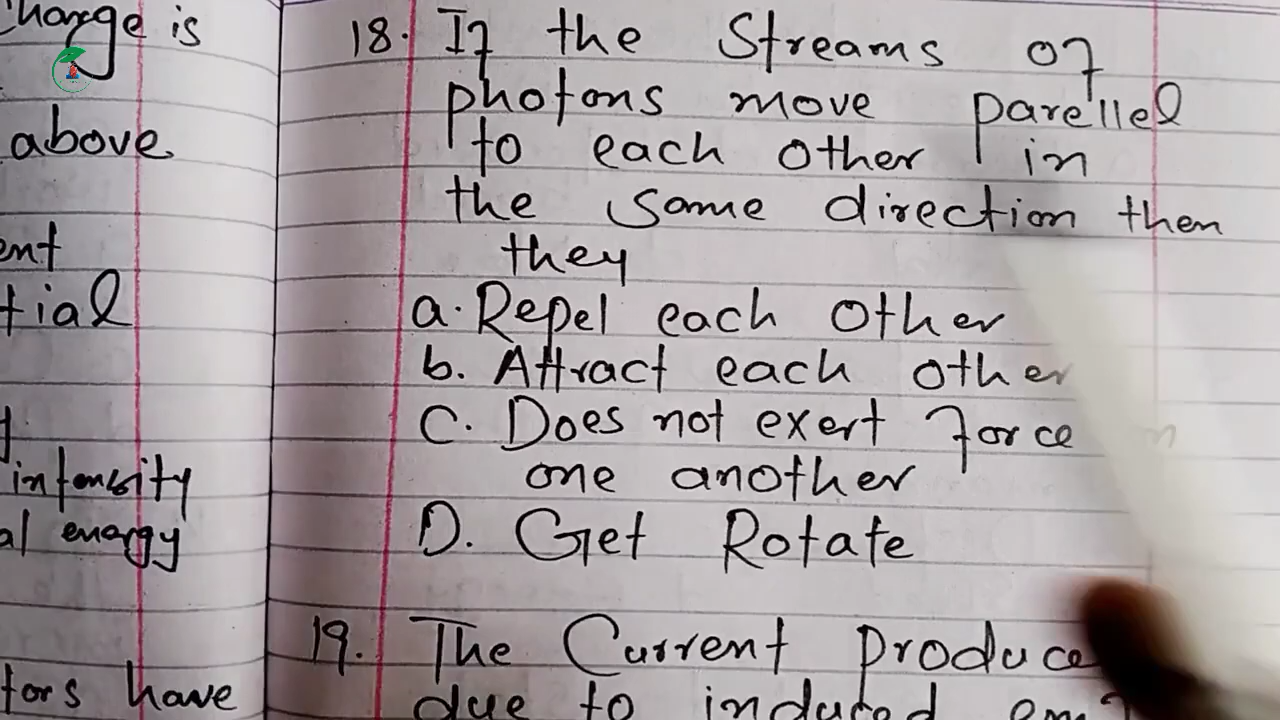 charge is
above
ent
tial
intensity
al energy
tors have
18. If the Streams of
photons move parellel
to each other in
the same direction then
they
a. Repel each other
b. Attract each other
C. Does not exert force
one another
D. Get Rotate
19. The Current produce
due to induced em